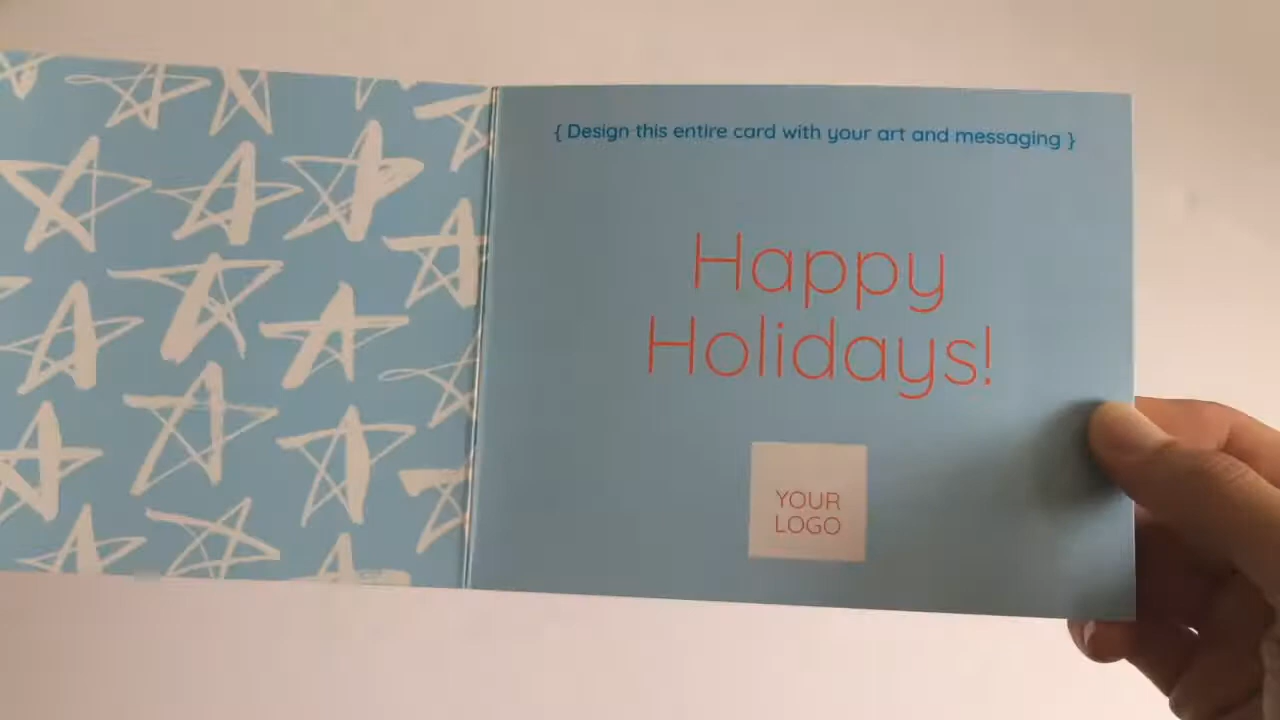 { Design this entire card with your art and messaging }
Happy
Holidays!
YOUR
LOGO